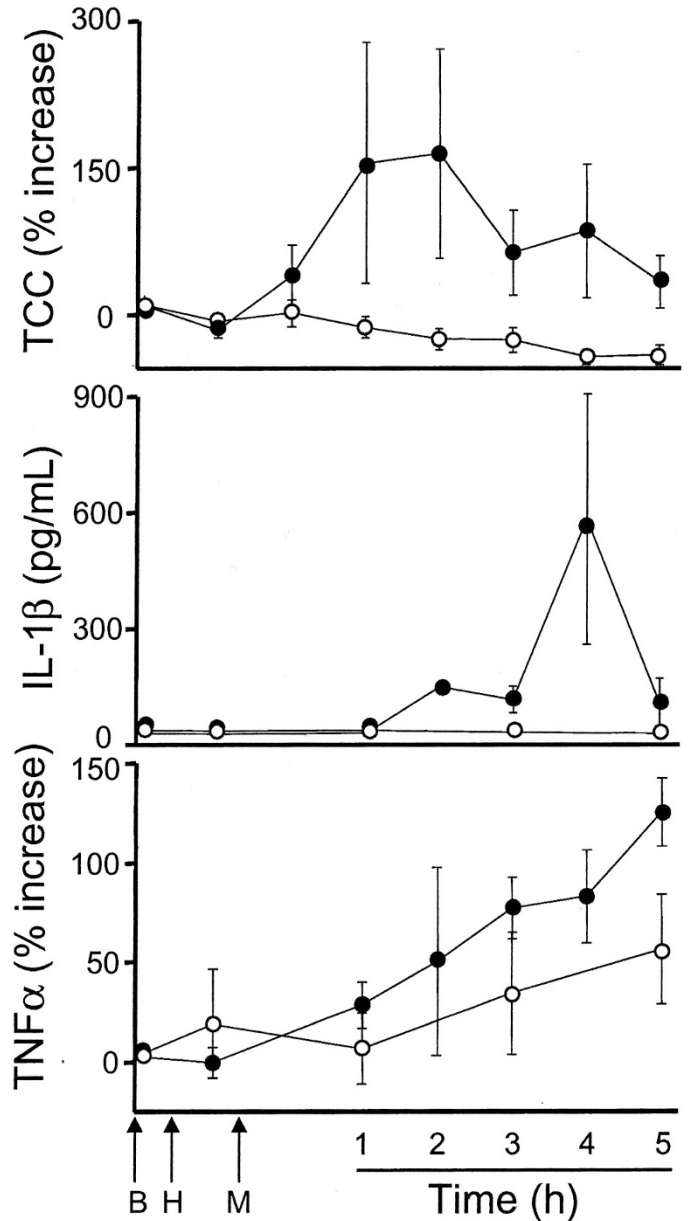 TCC (% increase)
300
150
0
IL-1β (pg/mL)
900
600
300
0
TNFα (% increase)
150
100
50
0
1 2 3 4 5
B H M Time (h)